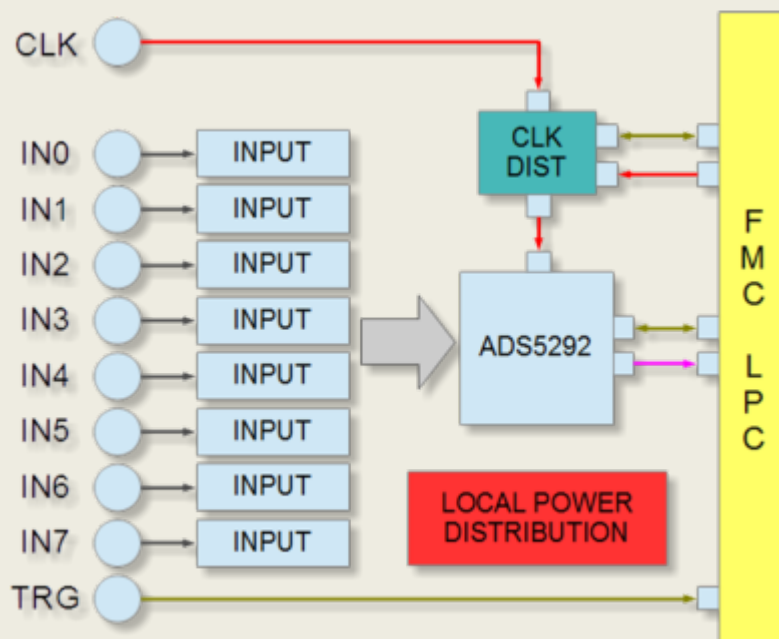 CLK
CLK
DIST
IN0
INPUT
IN1
INPUT
IN2
INPUT
IN3
INPUT
IN4
INPUT
IN5
INPUT
IN6
INPUT
IN7
INPUT
TRG
ADS5292
LOCAL POWER
DISTRIBUTION
F
M
C
L
P
C